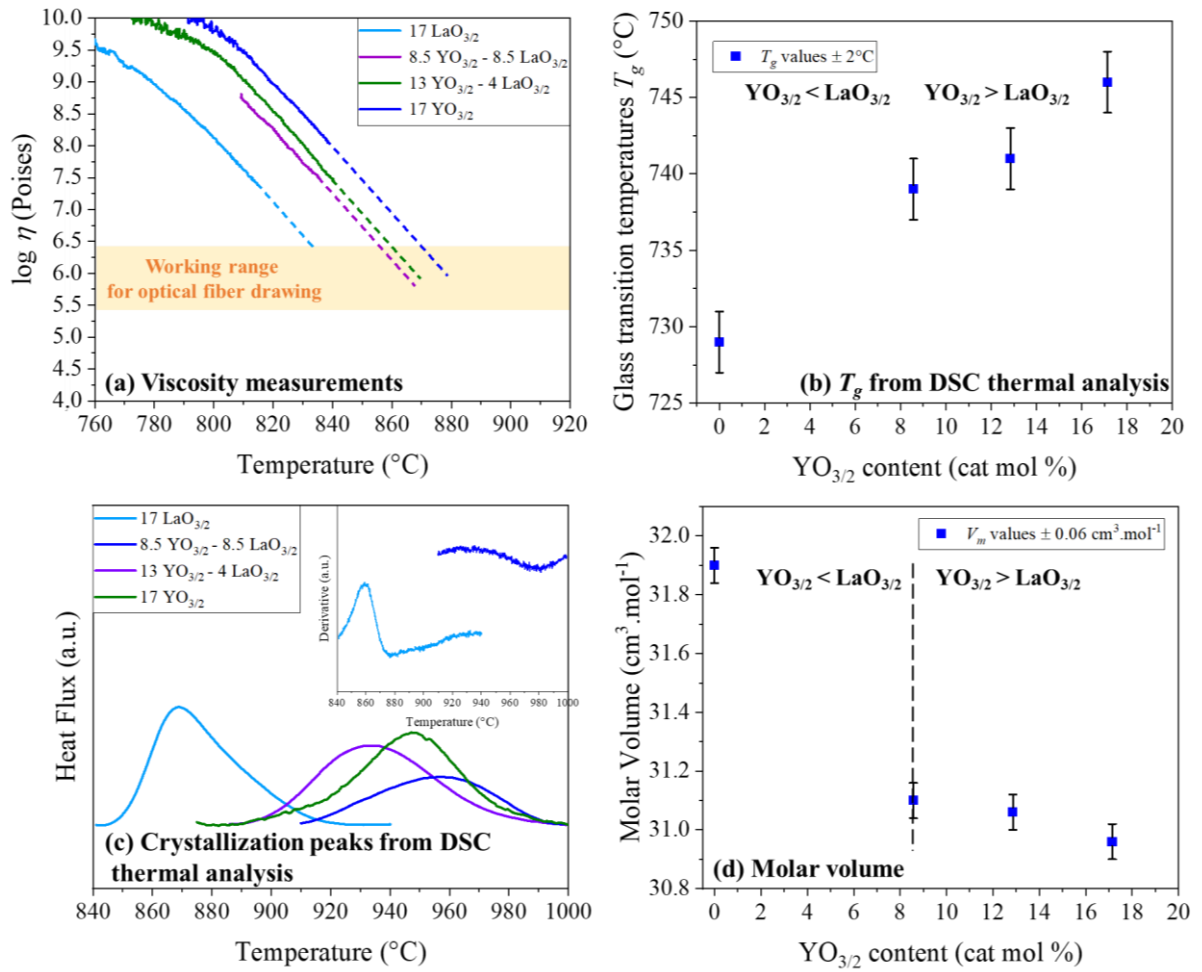 10.0
9.5
9.0
8.5
8.0
7.5
7.0
6.5
6.0
5.5
5.0
4.5
4,0
log η (Poises)
17 LaO3/2
8.5 YO3/2 - 8.5 LaO3/2
13 YO3/2 - 4 LaO3/2
17 YO3/2
Working range
for optical fiber drawing
(a) Viscosity measurements
760 780 800 820 840 860 880 900 920
Temperature (°C)
750
745
740
735
730
725
Glass transition temperatures Tg (°C)
Tg values ± 2°C
YO3/2 < LaO3/2 YO3/2 > LaO3/2
(b) Tg from DSC thermal analysis
0 2 4 6 8 10 12 14 16 18 20
YO3/2 content (cat mol %)
Heat Flux (a.u.)
17 LaO3/2
8.5 YO3/2 - 8.5 LaO3/2
13 YO3/2 - 4 LaO3/2
17 YO3/2
Derivative (a.u.)
840 860 880 900 920 940 960 980 1000
Temperature (°C)
(c) Crystallization peaks from DSC
thermal analysis
840 860 880 900 920 940 960 980 1000
Temperature (°C)
32.0
31.8
31.6
31.4
31.2
31.0
30.8
Molar Volume (cm3.mol-1)
Vm values ± 0.06 cm3.mol-1
YO3/2 < LaO3/2 YO3/2 > LaO3/2
(d) Molar volume
0 2 4 6 8 10 12 14 16 18 20
YO3/2 content (cat mol %)